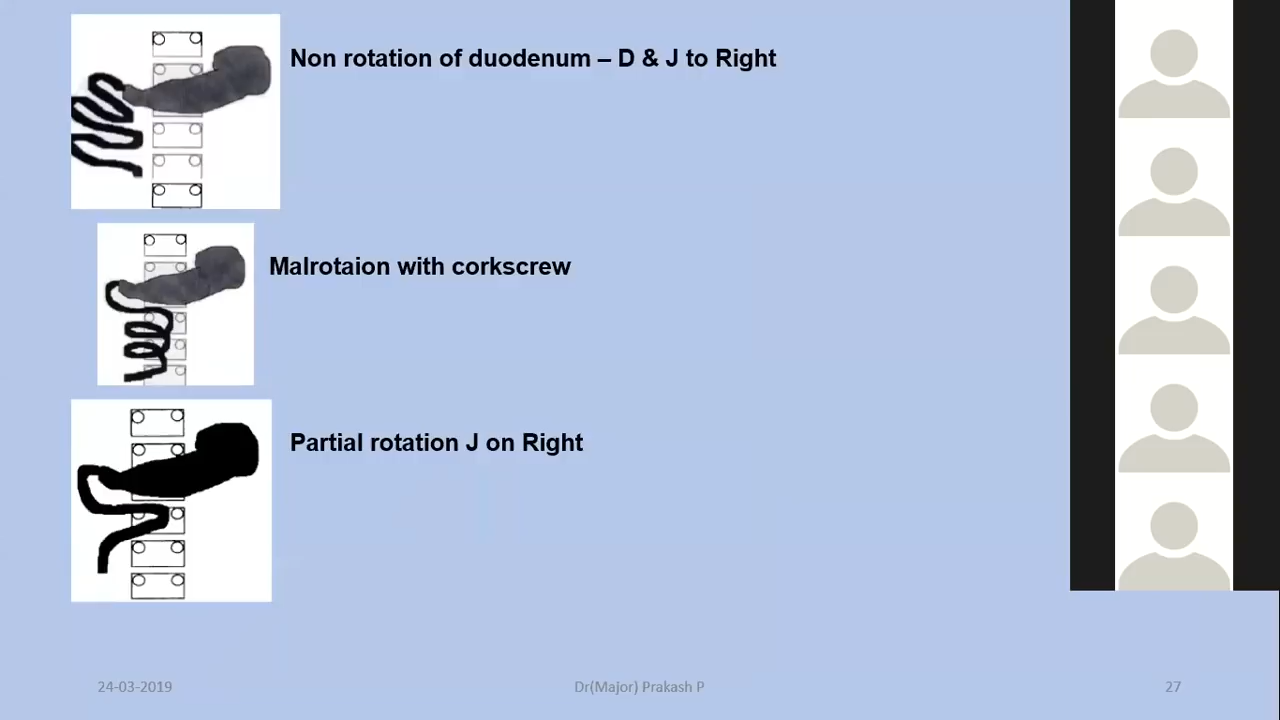 Non rotation of duodenum – D & J to Right
Malrotaion with corkscrew
Partial rotation J on Right
24-03-2019
Dr(Major) Prakash P
27